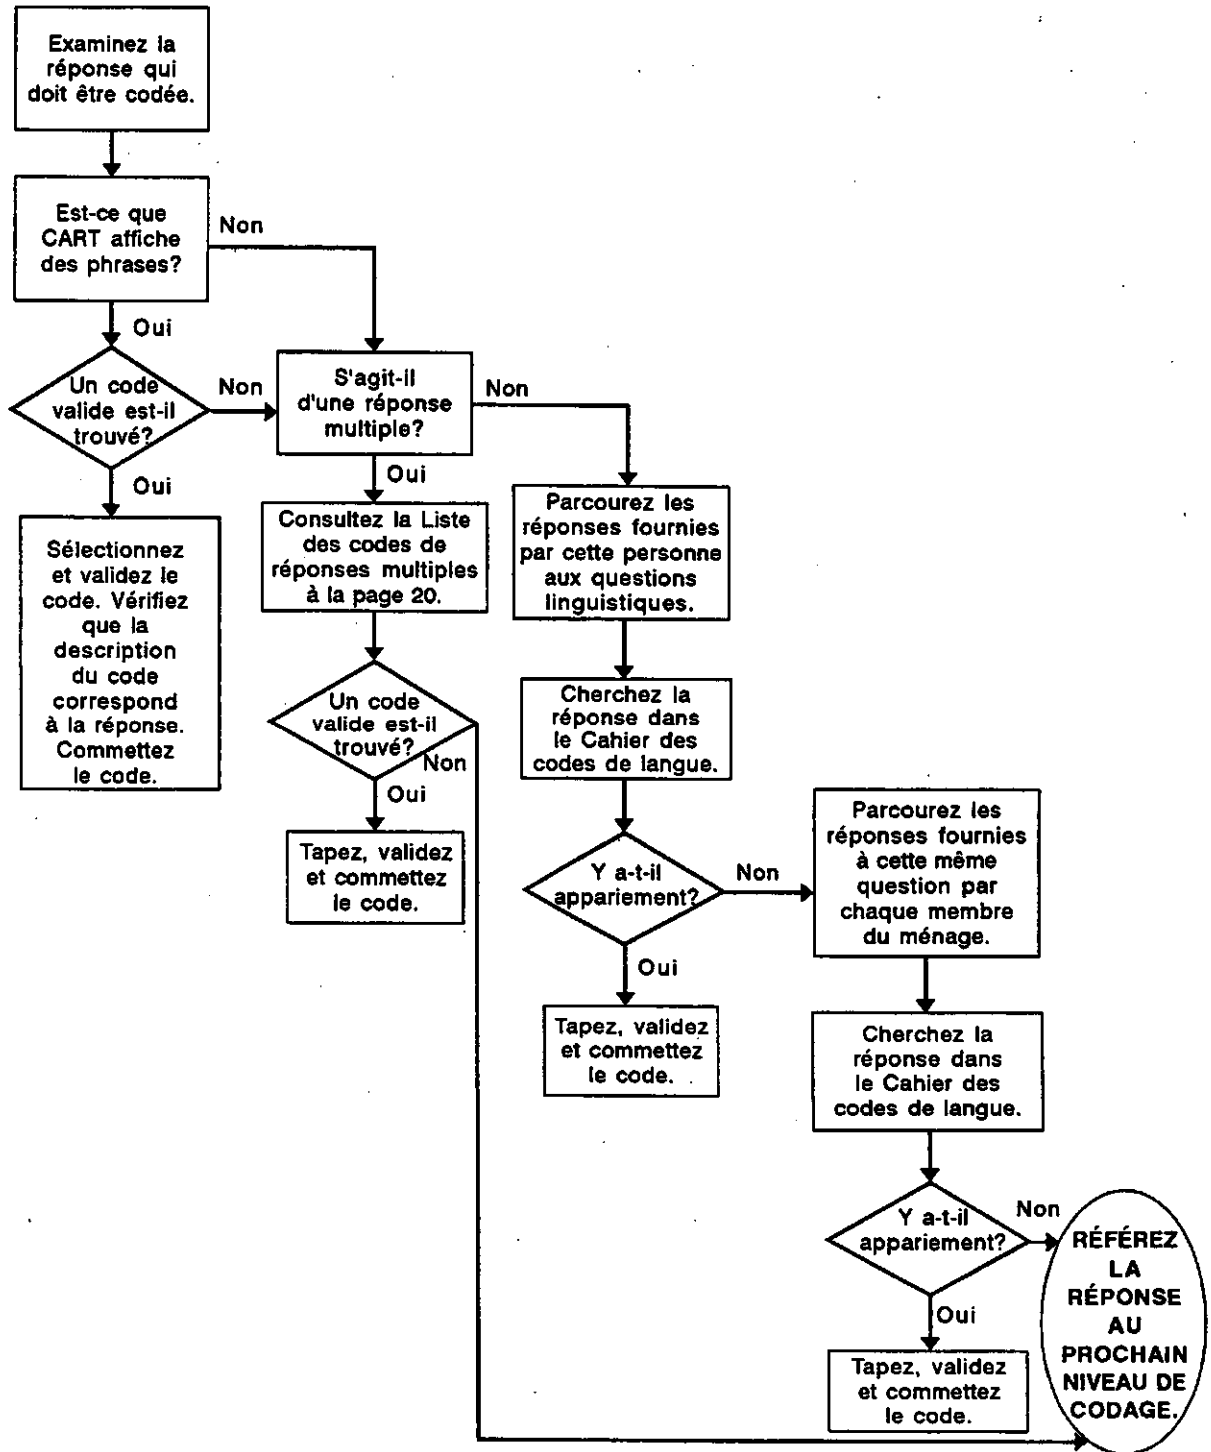 Examinez la
réponse qui
doit être codée.
Est-ce que
CART affiche
des phrases?
Non
Oui
Un code
valide est-il
trouvé?
Non
Oui
Sélectionnez
et validez le
code. Vérifiez
que la
description
du code
correspond
à la réponse.
Commettez
le code.
S'agit-il
d'une réponse
multiple?
Non
Oui
Consultez la Liste
des codes de
réponses multiples
à la page 20.
Un code
valide est-il
trouvé?
Non
Oui
Tapez, validez
et commettez
le code.
Parcourez les
réponses fournies
par cette personne
aux questions
linguistiques.
Cherchez la
réponse dans
le Cahier des
codes de langue.
Y a-t-il
appariement?
Non
Oui
Tapez, validez
et commettez
le code.
Parcourez les
réponses fournies
à cette même
question par
chaque membre
du ménage.
Cherchez la
réponse dans
le Cahier des
codes de langue.
Y a-t-il
appariement?
Non
Oui
Tapez, validez
et commettez
le code.
RÉFÉREZ
LA
RÉPONSE
AU
PROCHAIN
NIVEAU DE
CODAGE.